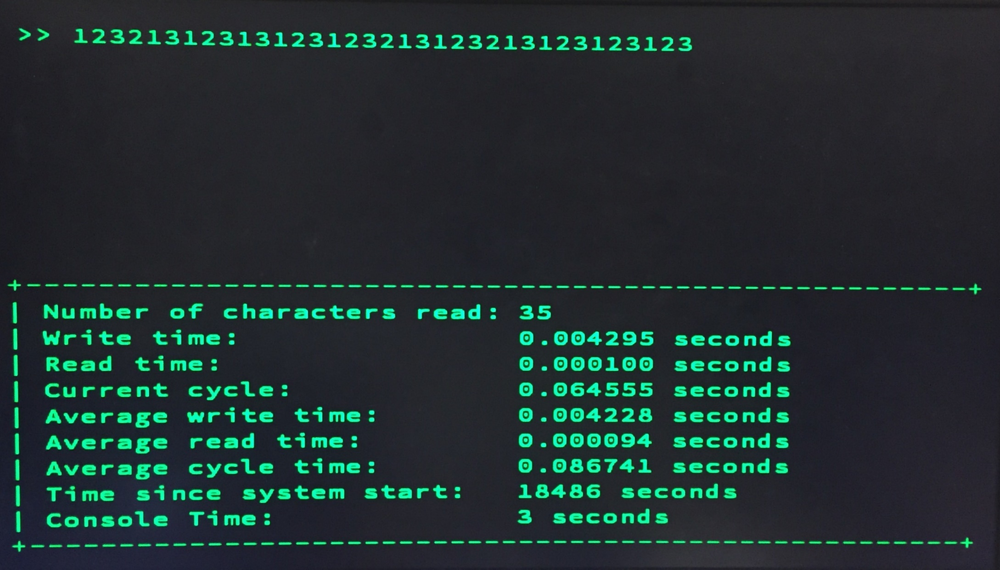 >> 12321312313123123213123213123123123
+------------------------------------------------------+
| Number of characters read: 35
| Write time: 0.004295 seconds
| Read time: 0.000100 seconds
| Current cycle: 0.064555 seconds
| Average write time: 0.004228 seconds
| Average read time: 0.000094 seconds
| Average cycle time: 0.086741 seconds
| Time since system start: 18486 seconds
| Console Time: 3 seconds
+------------------------------------------------------+